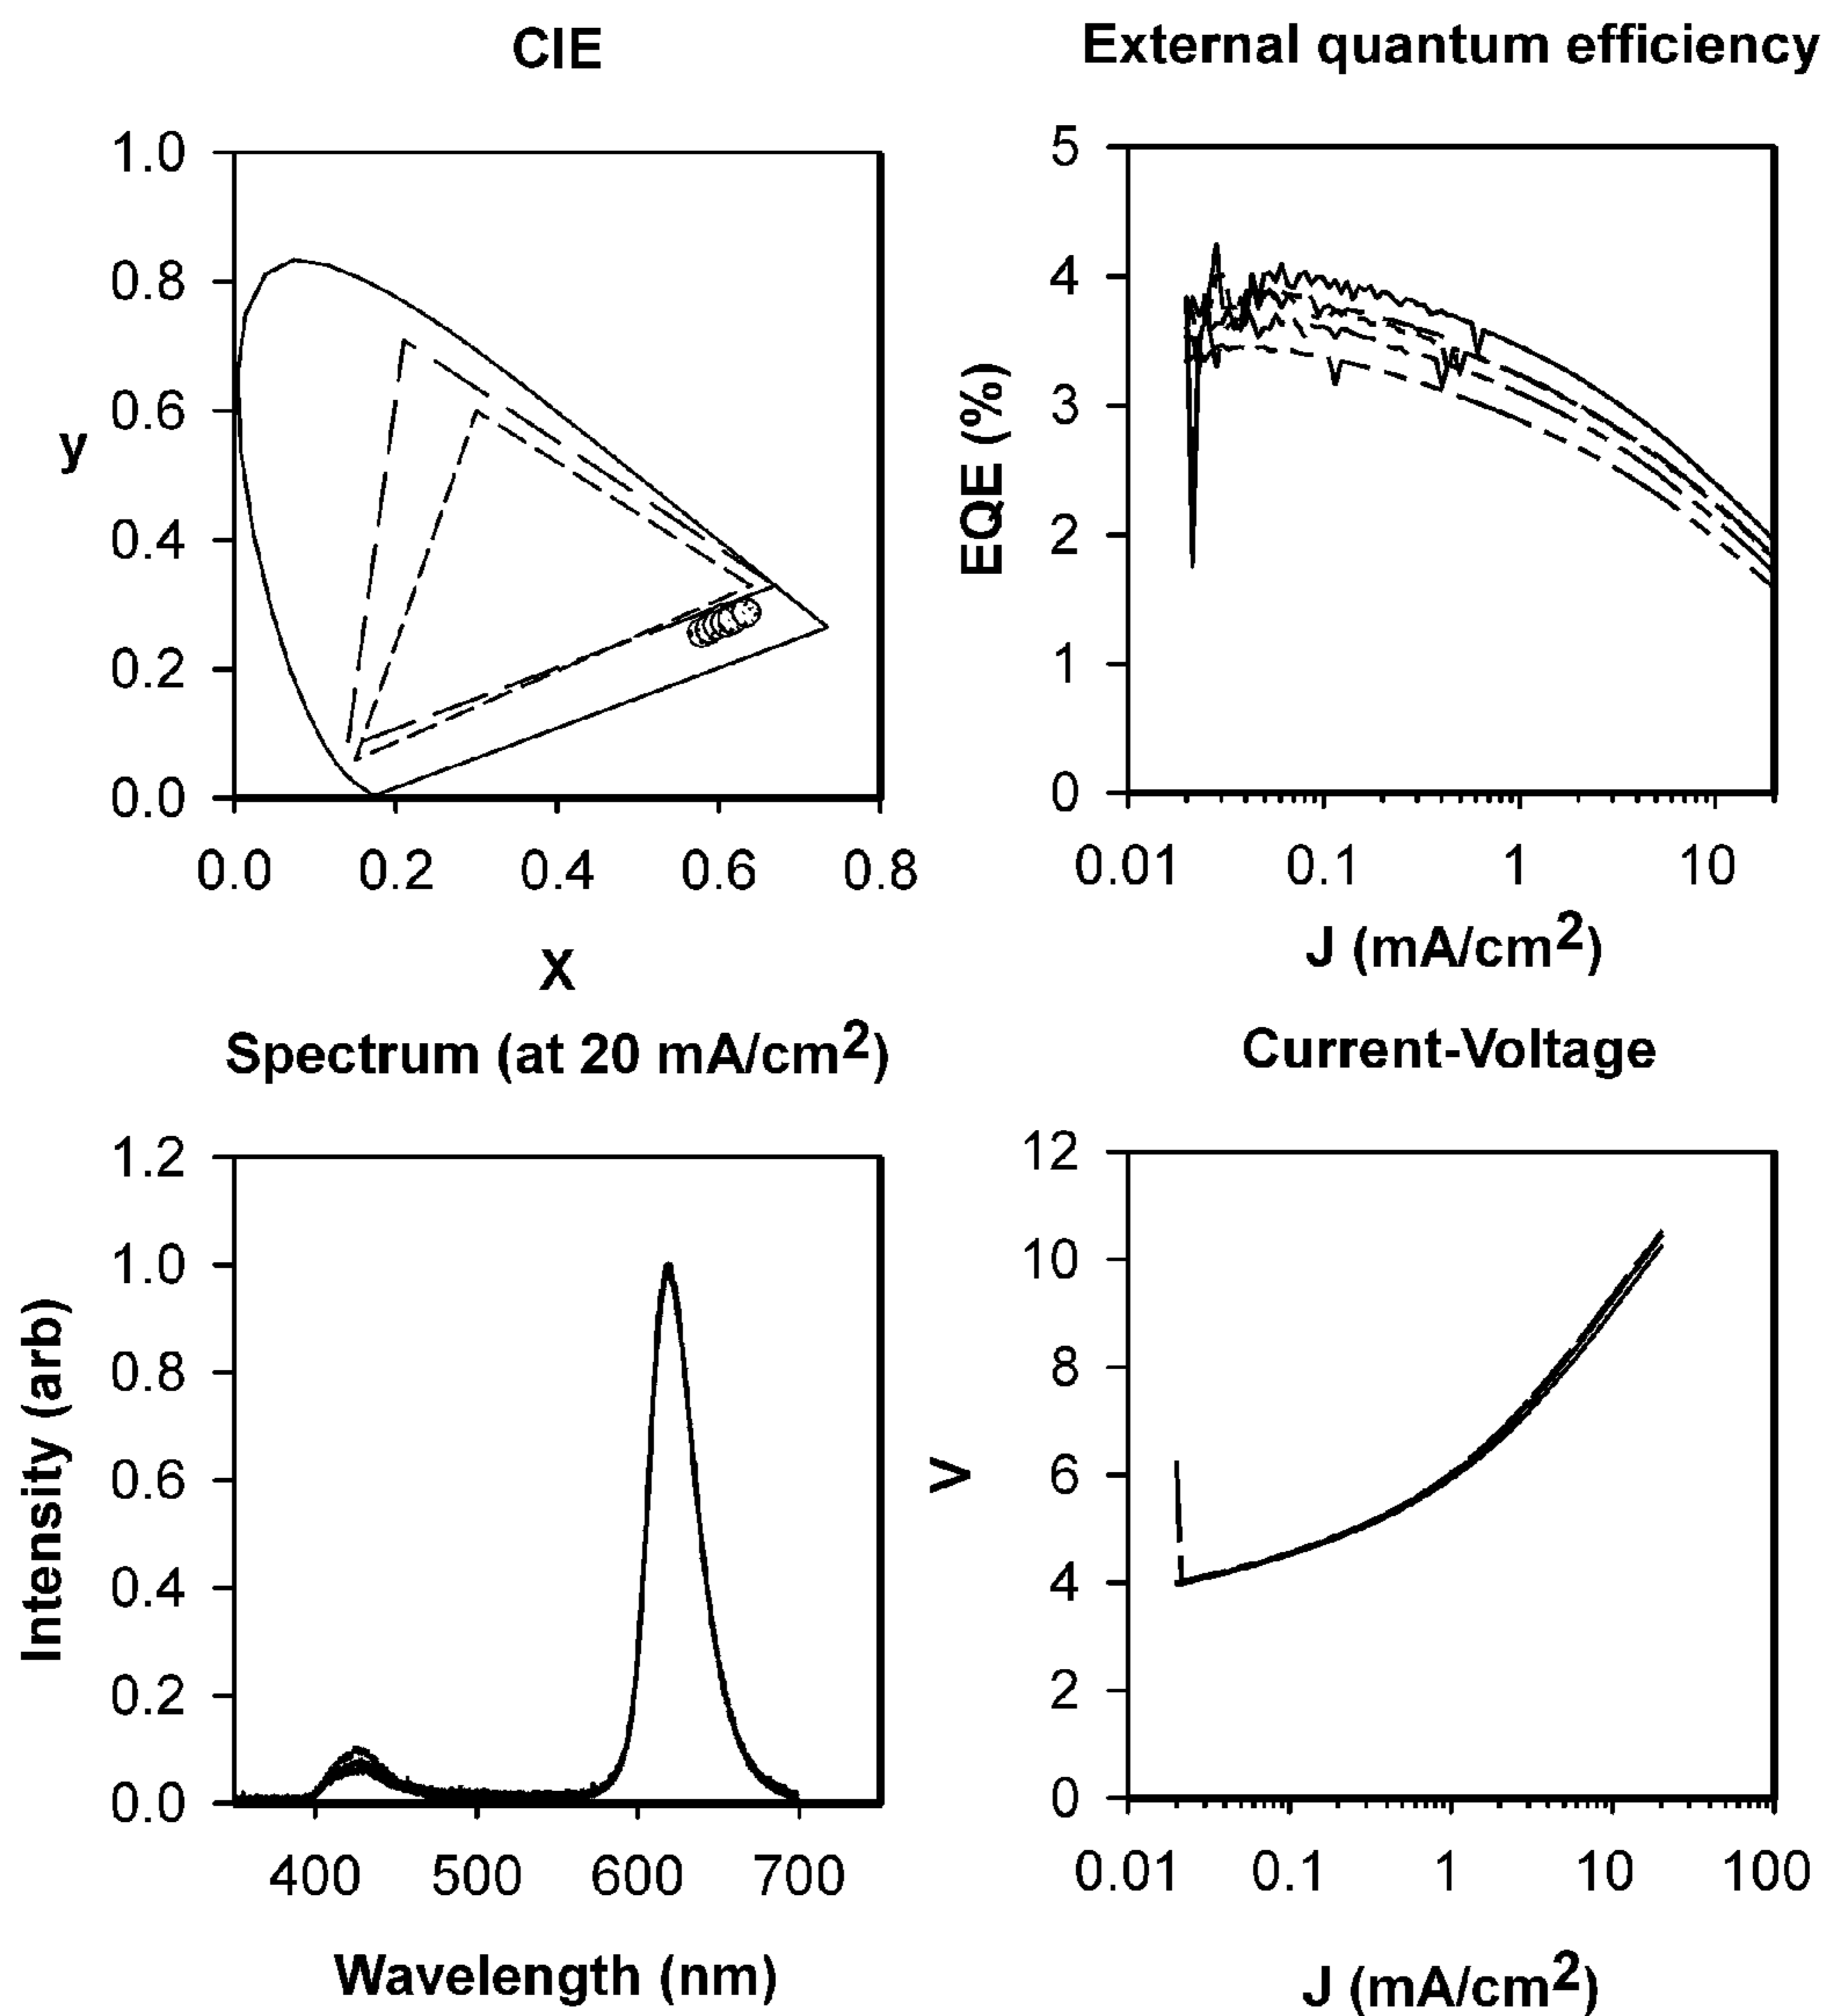 CIE
1.0
0.8
0.6
0.4
0.2
0.0
y
0.0 0.2 0.4 0.6 0.8
X
External quantum efficiency
5
4
3
2
1
0
EQE (%)
0.01 0.1 1 10
J (mA/cm2)
Spectrum (at 20 mA/cm2)
1.2
1.0
0.8
0.6
0.4
0.2
0.0
Intensity (arb)
400 500 600 700
Wavelength (nm)
Current-Voltage
12
10
8
6
4
2
0
V
0.01 0.1 1 10 100
J (mA/cm2)